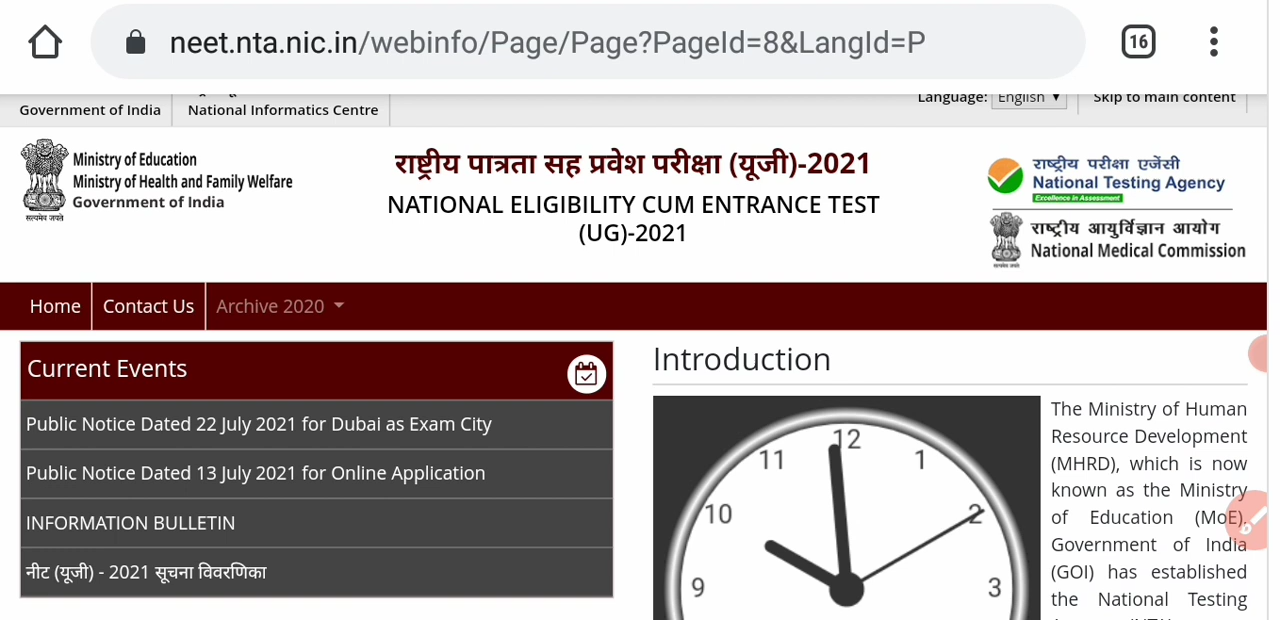 neet.nta.nic.in/webinfo/Page/Page?PageId=8&LangId=P
16
Government of India
National Informatics Centre
Language: English
Skip to main content
Ministry of Education
Ministry of Health and Family Welfare
Government of India
सत्यमेव जयते
राष्ट्रीय पात्रता सह प्रवेश परीक्षा (यूजी)-2021
NATIONAL ELIGIBILITY CUM ENTRANCE TEST
(UG)-2021
राष्ट्रीय परीक्षा एजेंसी
National Testing Agency
Excellence in Assessment
राष्ट्रीय आयुर्विज्ञान आयोग
National Medical Commission
Home
Contact Us
Archive 2020
Current Events
Public Notice Dated 22 July 2021 for Dubai as Exam City
Public Notice Dated 13 July 2021 for Online Application
INFORMATION BULLETIN
नीट (यूजी) - 2021 सूचना विवरणिका
Introduction
12
11
1
10
2
9
3
The Ministry of Human
Resource Development
(MHRD), which is now
known as the Ministry
of Education (MoE),
Government of India
(GOI) has established
the National Testing